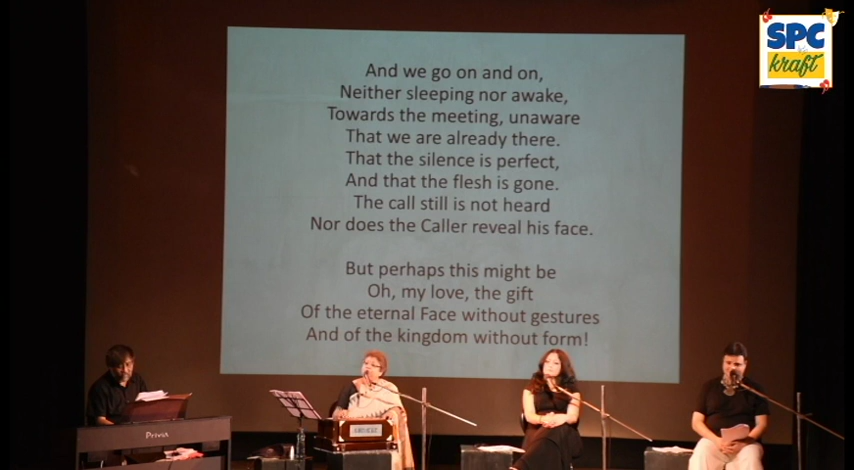 SPC
kraft
And we go on and on,
Neither sleeping nor awake,
Towards the meeting, unaware
That we are already there.
That the silence is perfect,
And that the flesh is gone.
The call still is not heard
Nor does the Caller reveal his face.
But perhaps this might be
Oh, my love, the gift
Of the eternal Face without gestures
And of the kingdom without form!
Privia